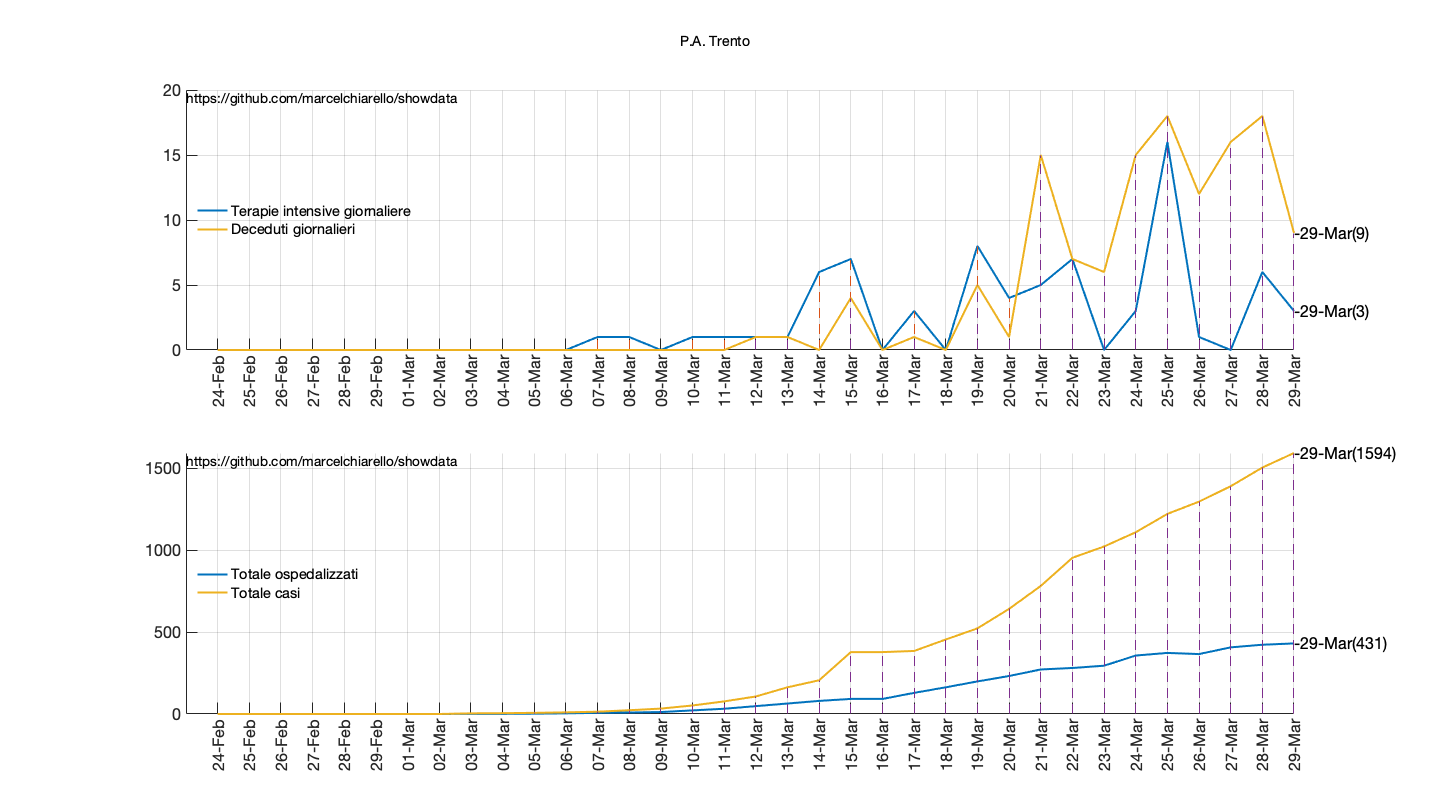 P.A. Trento
20
https://github.com/marcelchiarello/showdata
15
10
5
0
Terapie intensive giornaliere
Deceduti giornalieri
-29-Mar(9)
-29-Mar(3)
24-Feb
25-Feb
26-Feb
27-Feb
28-Feb
29-Feb
01-Mar
02-Mar
03-Mar
04-Mar
05-Mar
06-Mar
07-Mar
08-Mar
09-Mar
10-Mar
11-Mar
12-Mar
13-Mar
14-Mar
15-Mar
16-Mar
17-Mar
18-Mar
19-Mar
20-Mar
21-Mar
22-Mar
23-Mar
24-Mar
25-Mar
26-Mar
27-Mar
28-Mar
29-Mar
https://github.com/marcelchiarello/showdata
1500
1000
500
0
Totale ospedalizzati
Totale casi
-29-Mar(1594)
-29-Mar(431)
24-Feb
25-Feb
26-Feb
27-Feb
28-Feb
29-Feb
01-Mar
02-Mar
03-Mar
04-Mar
05-Mar
06-Mar
07-Mar
08-Mar
09-Mar
10-Mar
11-Mar
12-Mar
13-Mar
14-Mar
15-Mar
16-Mar
17-Mar
18-Mar
19-Mar
20-Mar
21-Mar
22-Mar
23-Mar
24-Mar
25-Mar
26-Mar
27-Mar
28-Mar
29-Mar